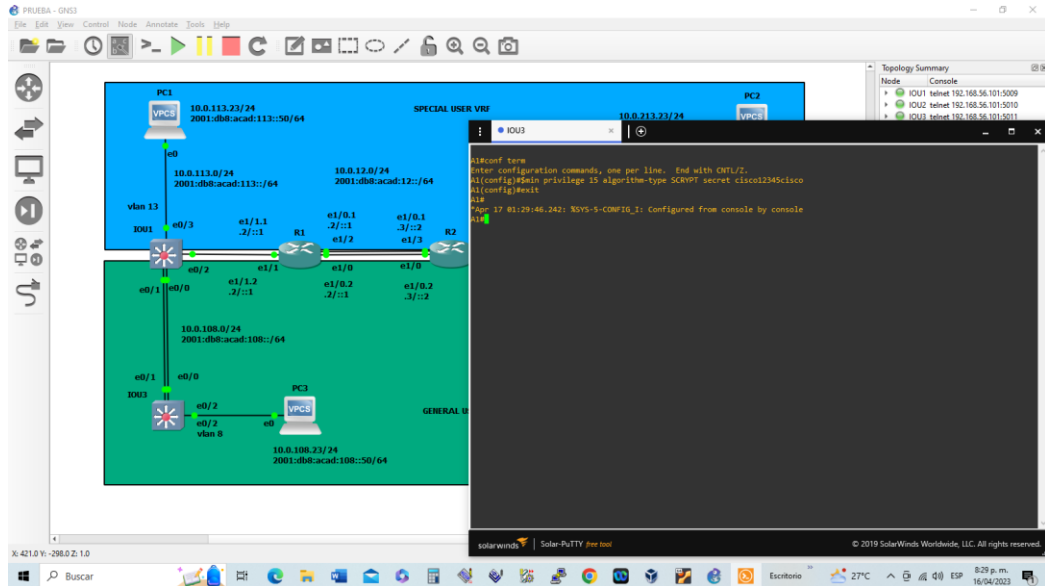 PRUEBA - GNS3
File Edit View Control Node Annotate Tools Help
Topology Summary
Node Console
IOU1 telnet 192.168.56.101:5009
IOU2 telnet 192.168.56.101:5010
IOU3 telnet 192.168.56.101:5011
PC1
VPCS
10.0.113.23/24
2001:db8:acad:113::50/64
SPECIAL USER VRF
PC2
10.0.213.23/24
VPCS
e0
10.0.113.0/24
2001:db8:acad:113::/64
10.0.12.0/24
2001:db8:acad:12::/64
vlan 13
IOU1
e0/3
e1/1.1
.2/::1
R1
e1/0.1
.2/::1
e1/2
e1/0.1
.3/::2
e1/3
R2
e0/2
e1/1
e1/0
e1/0
e0/1
e0/0
e1/1.2
.2/::1
e1/0.2
.2/::1
e1/0.2
.3/::2
10.0.108.0/24
2001:db8:acad:108::/64
e0/1
e0/0
IOU3
e0/2
e0/2
vlan 8
PC3
VPCS
e0
GENERAL U
10.0.108.23/24
2001:db8:acad:108::50/64
IOU3
A1#conf term
Enter configuration commands, one per line. End with CNTL/Z.
A1(config)#$min privilege 15 algorithm-type SCRYPT secret cisco12345cisco
A1(config)#exit
A1#
*Apr 17 01:29:46.242: %SYS-5-CONFIG_I: Configured from console by console
A1#
solarwinds Solar-PuTTY free tool
© 2019 SolarWinds Worldwide, LLC. All rights reserved.
X: 421.0 Y: -298.0 Z: 1.0
Buscar
Escritorio
27°C
ESP
8:29 p. m.
16/04/2023